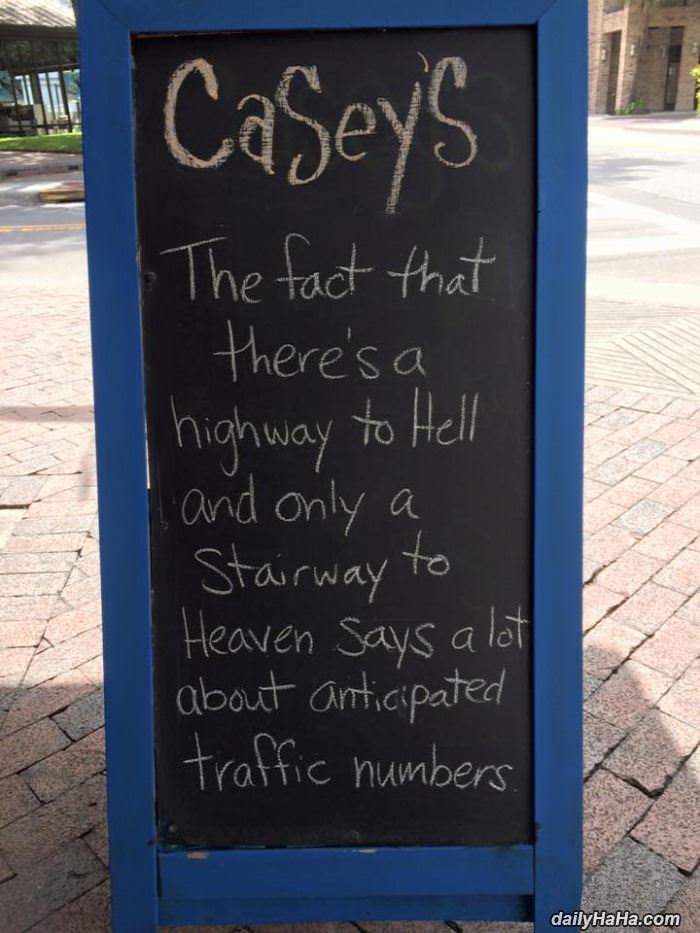 Casey's
The fact that
there's a
highway to Hell
and only a
Stairway to
Heaven says a lot
about anticipated
traffic numbers.
dailyHaHa.com